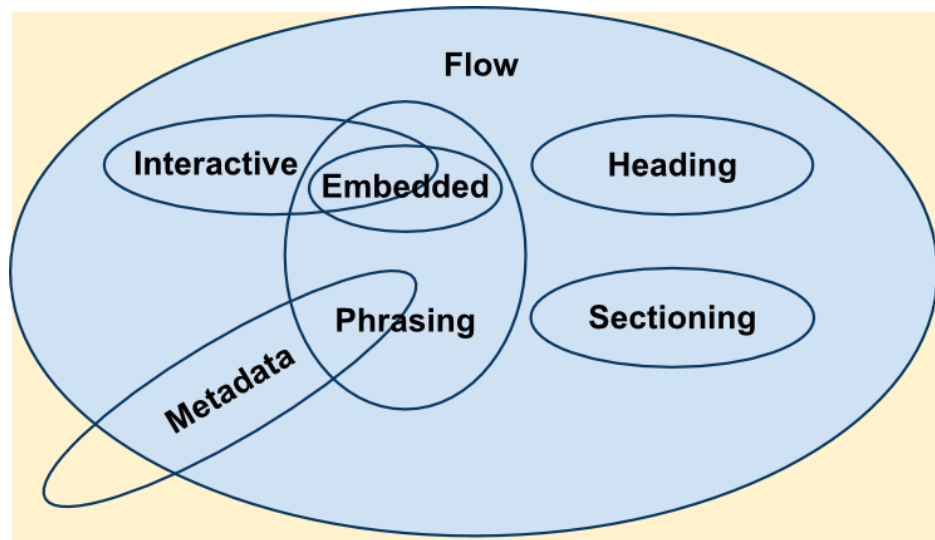 Flow
Interactive
Embedded
Heading
Phrasing
Sectioning
Metadata